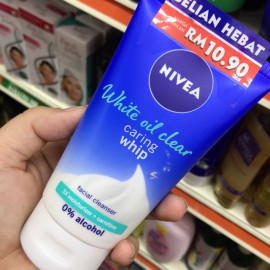 BELIAN HEBAT
RM10.90
NIVEA
White oil clear
caring
whip
facial cleanser
0% alcohol